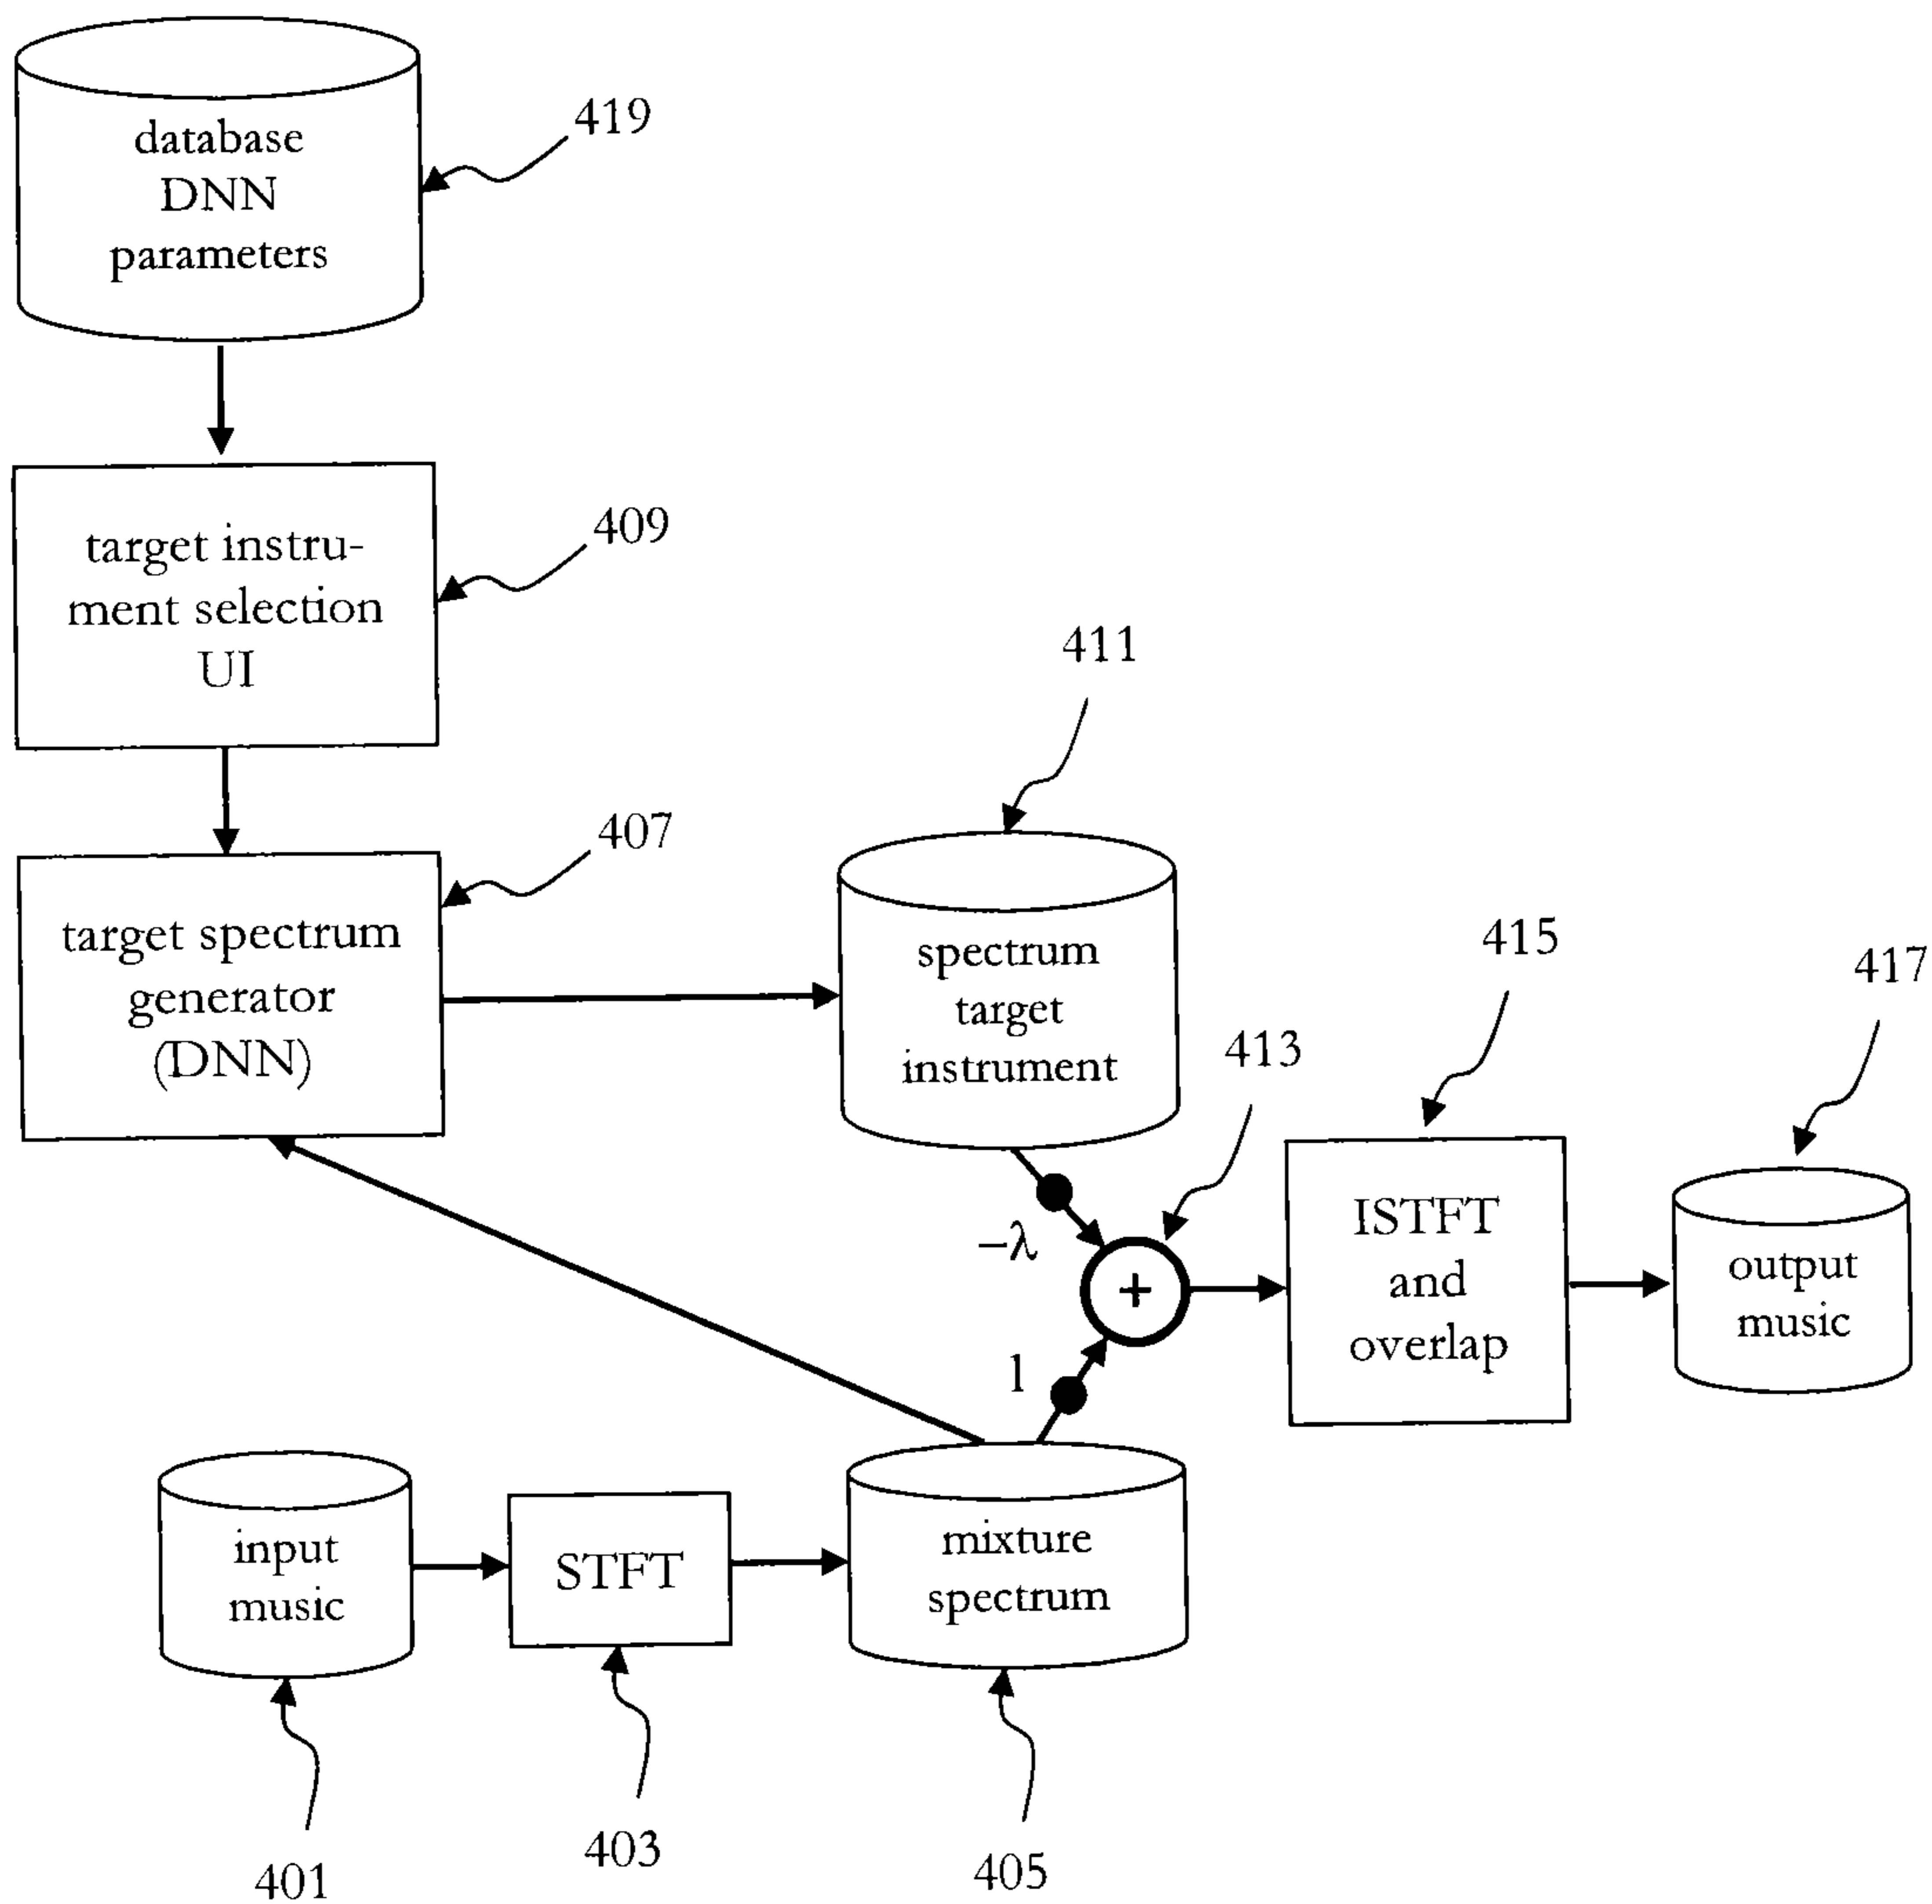 database
DNN
parameters
419
target instru-
ment selection
UI
409
411
target spectrum
generator
(DNN)
407
spectrum
target
instrument
413
415
417
−λ
+
1
ISTFT
and
overlap
output
music
input
music
STFT
mixture
spectrum
401
403
405